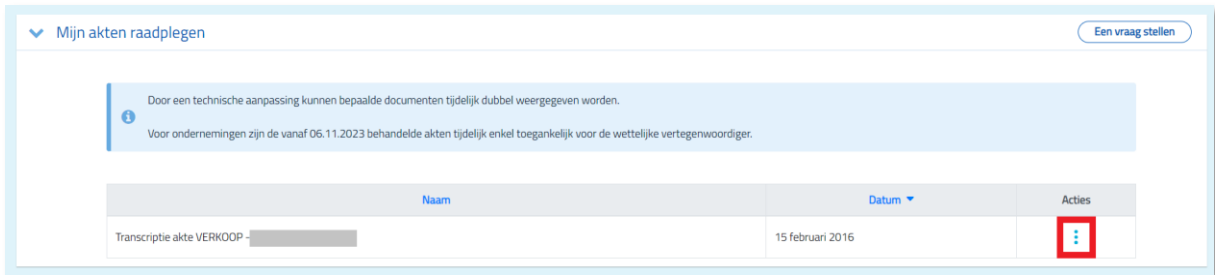 Mijn akten raadplegen
Een vraag stellen
Door een technische aanpassing kunnen bepaalde documenten tijdelijk dubbel weergegeven worden.
Voor ondernemingen zijn de vanaf 06.11.2023 behandelde akten tijdelijk enkel toegankelijk voor de wettelijke vertegenwoordiger.
Naam Datum Acties
Transcriptie akte VERKOOP - 15 februari 2016